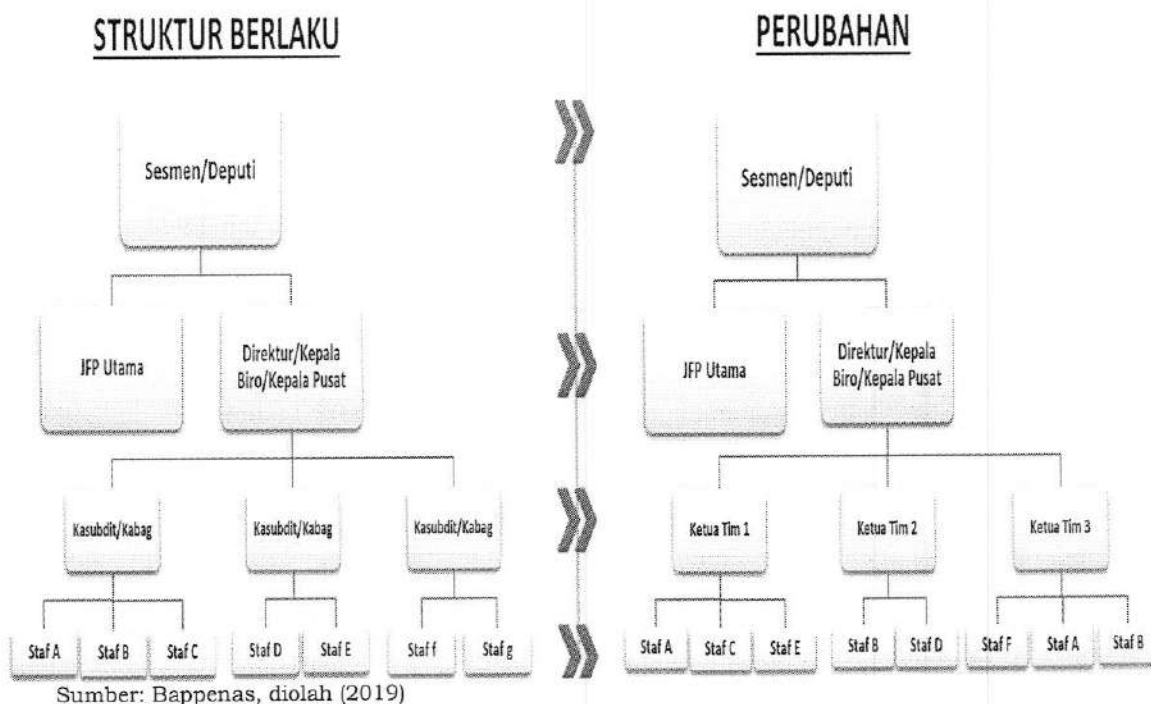 STRUKTUR BERLAKU
PERUBAHAN
Sesmen/Deputi
JFP Utama
Direktur/Kepala
Biro/Kepala Pusat
Kasubdit/Kabag
Kasubdit/Kabag
Kasubdit/Kabag
Staf A
Staf B
Staf C
Staf D
Staf E
Staf f
Staf g
Sesmen/Deputi
JFP Utama
Direktur/Kepala
Biro/Kepala Pusat
Ketua Tim 1
Ketua Tim 2
Ketua Tim 3
Staf A
Staf C
Staf E
Staf B
Staf D
Staf F
Staf A
Staf B
Sumber: Bappenas, diolah (2019)